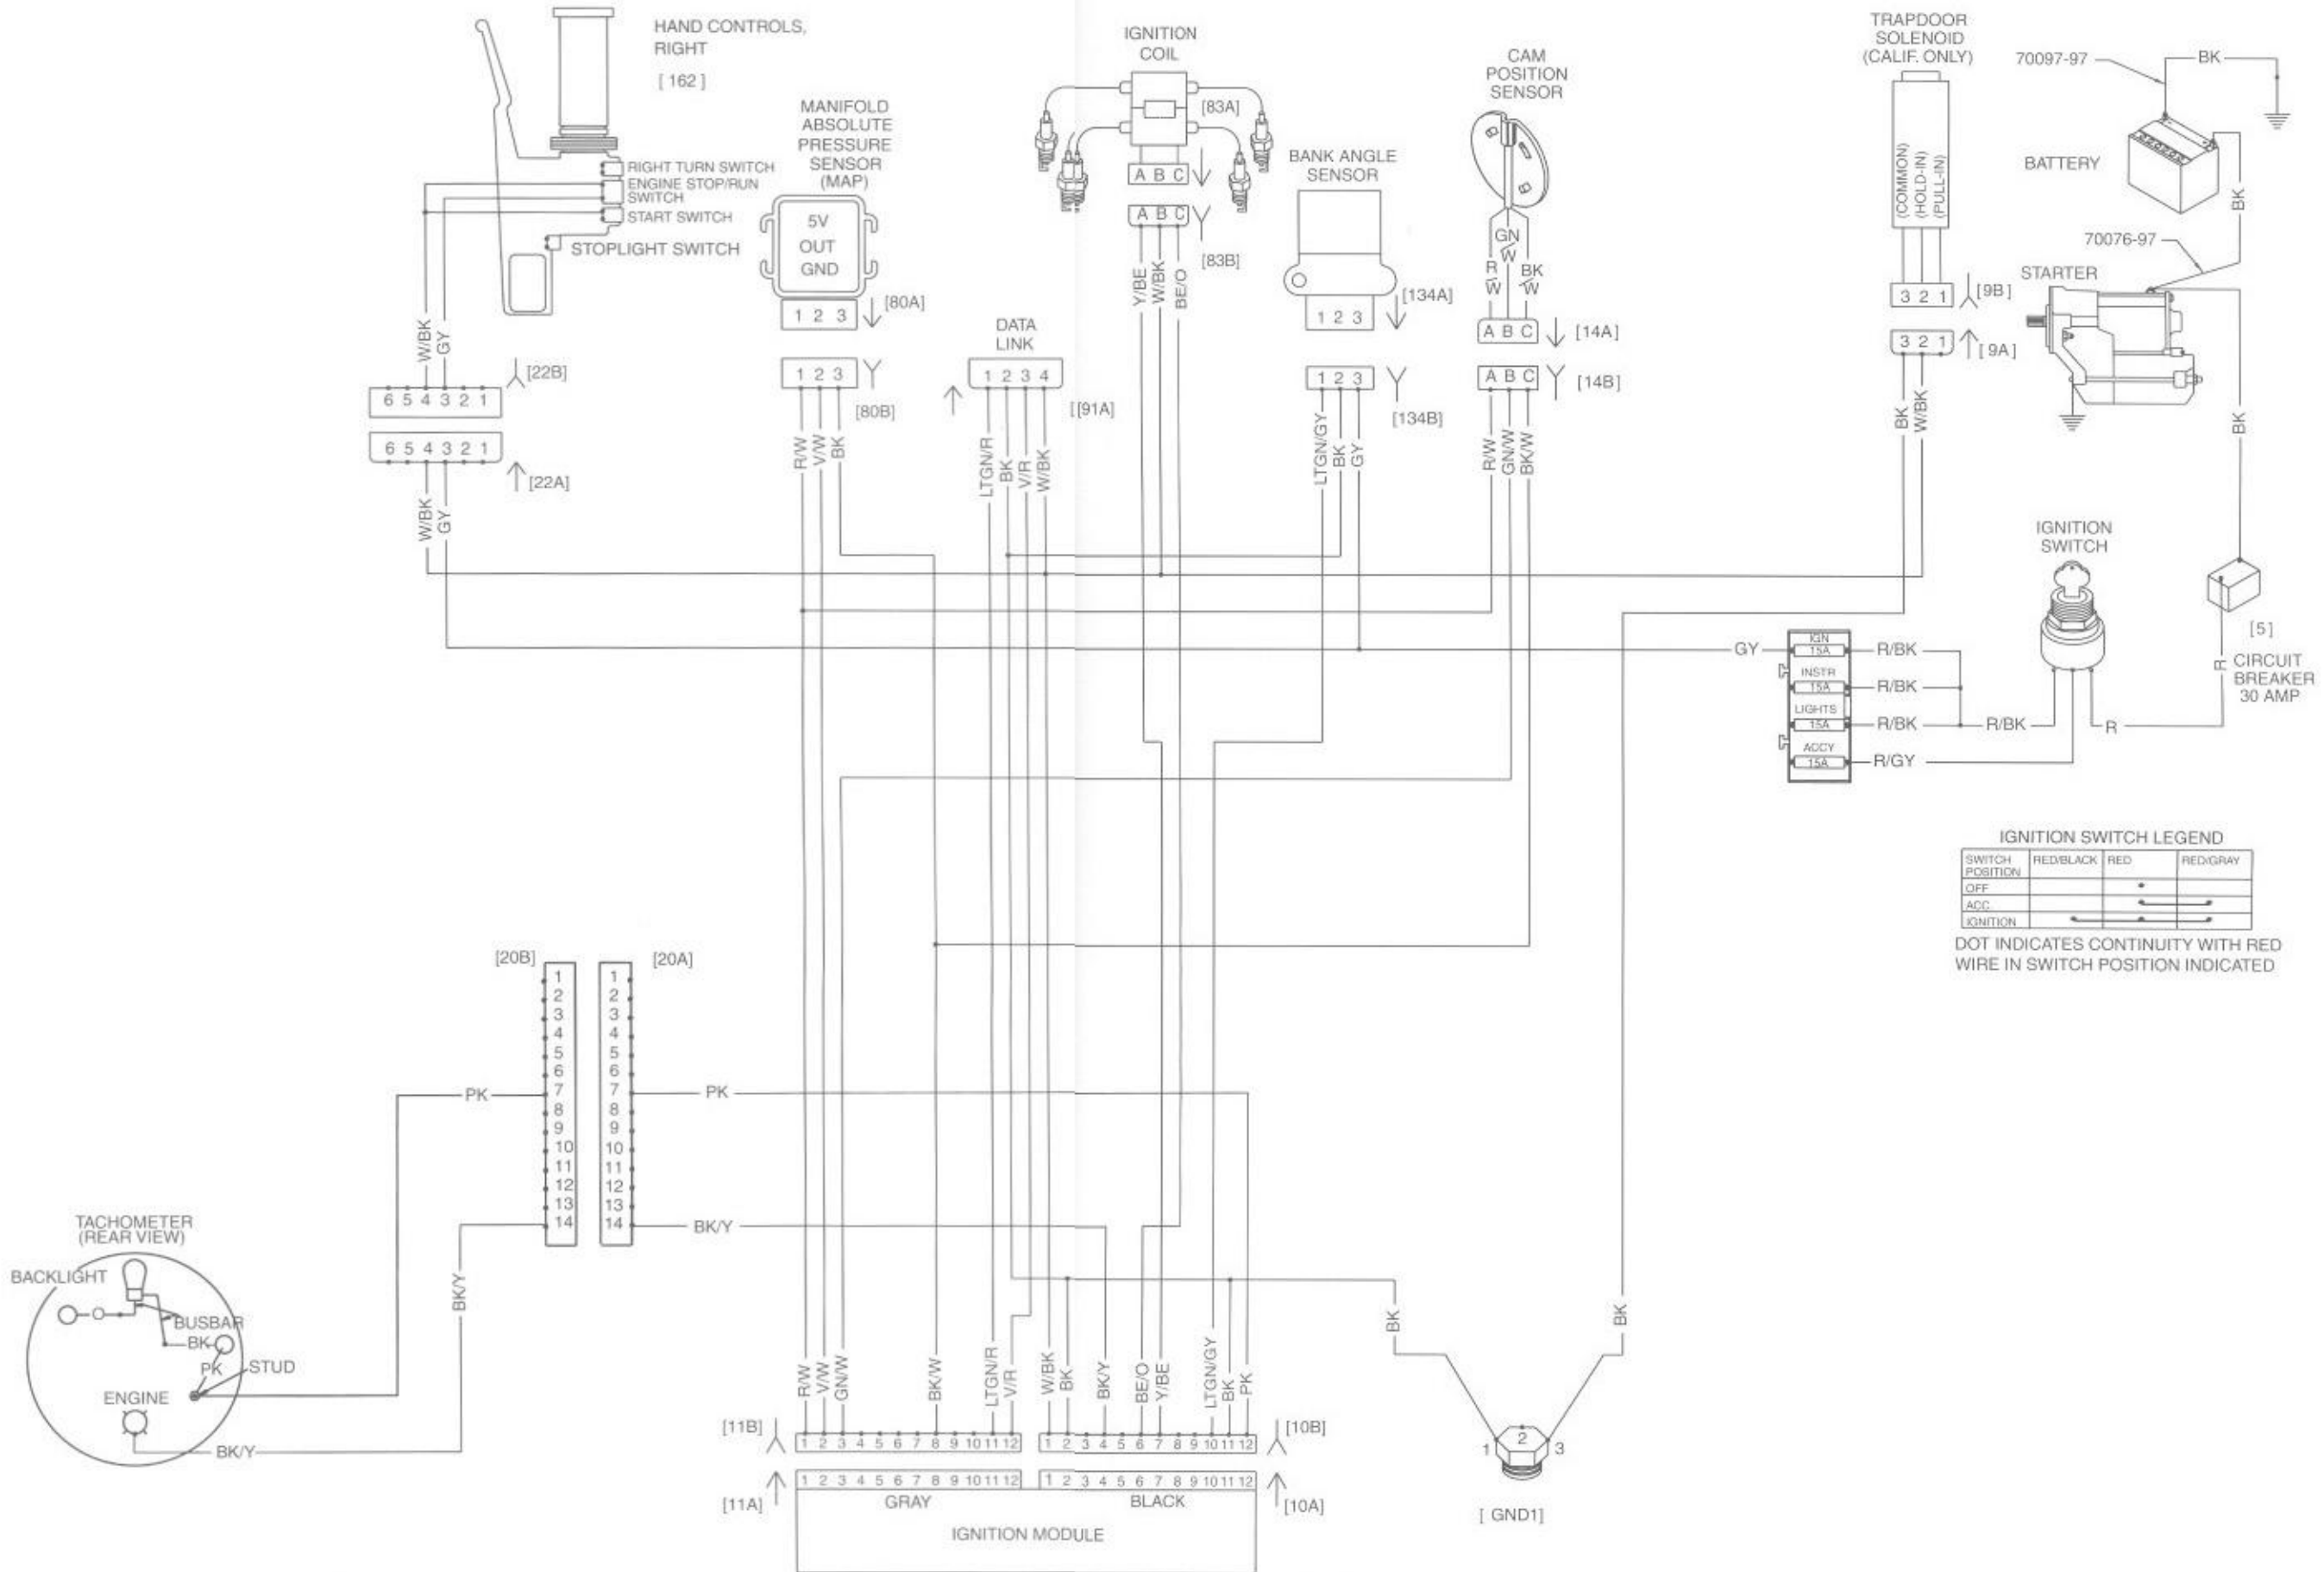 HAND CONTROLS,
RIGHT
[ 162 ]
RIGHT TURN SWITCH
ENGINE STOP/RUN
SWITCH
START SWITCH
STOPLIGHT SWITCH
W/BK
GY
[22B]
6 5 4 3 2 1
6 5 4 3 2 1
[22A]
W/BK
GY
MANIFOLD
ABSOLUTE
PRESSURE
SENSOR
(MAP)
5V
OUT
GND
[80A]
1 2 3
1 2 3
[80B]
R/W
V/W
BK
DATA
LINK
1 2 3 4
[[91A]
LTGN/R
BK
V/R
W/BK
IGNITION
COIL
[83A]
A B C
A B C
[83B]
Y/BE
W/BK
BE/O
BANK ANGLE
SENSOR
[134A]
1 2 3
1 2 3
[134B]
LTGN/GY
BK
GY
CAM
POSITION
SENSOR
GN
W
R
W
BK
W
A B C
[14A]
A B C
[14B]
R/W
GN/W
BK/W
TRAPDOOR
SOLENOID
(CALIF. ONLY)
(COMMON)
(HOLD-IN)
(PULL-IN)
3 2 1
[9B]
3 2 1
[9A]
BK
W/BK
70097-97
BK
BATTERY
BK
70076-97
STARTER
BK
IGNITION
SWITCH
[5]
CIRCUIT
BREAKER
30 AMP
R
GY
IGN
15A
R/BK
INSTR
15A
R/BK
LIGHTS
15A
R/BK
R/BK
R
ACCY
15A
R/GY
IGNITION SWITCH LEGEND
SWITCH POSITION RED/BLACK RED RED/GRAY
OFF
ACC.
IGNITION
DOT INDICATES CONTINUITY WITH RED
WIRE IN SWITCH POSITION INDICATED
[20B]
[20A]
1 1
2 2
3 3
4 4
5 5
6 6
PK 7 7 PK
8 8
9 9
10 10
11 11
12 12
13 13
14 14 BK/Y
TACHOMETER
(REAR VIEW)
BACKLIGHT
BUSBAR
BK
PK
STUD
ENGINE
BK/Y
BK/Y
R/W
V/W
GN/W
BK/W
LTGN/R
V/R
W/BK
BK
BK/Y
BE/O
Y/BE
LTGN/GY
BK
PK
BK
BK
[11B]
1 2 3 4 5 6 7 8 9 10 11 12
1 2 3 4 5 6 7 8 9 10 11 12
[10B]
[11A]
1 2 3 4 5 6 7 8 9 10 11 12
1 2 3 4 5 6 7 8 9 10 11 12
[10A]
GRAY
BLACK
IGNITION MODULE
1
2
3
[ GND1]